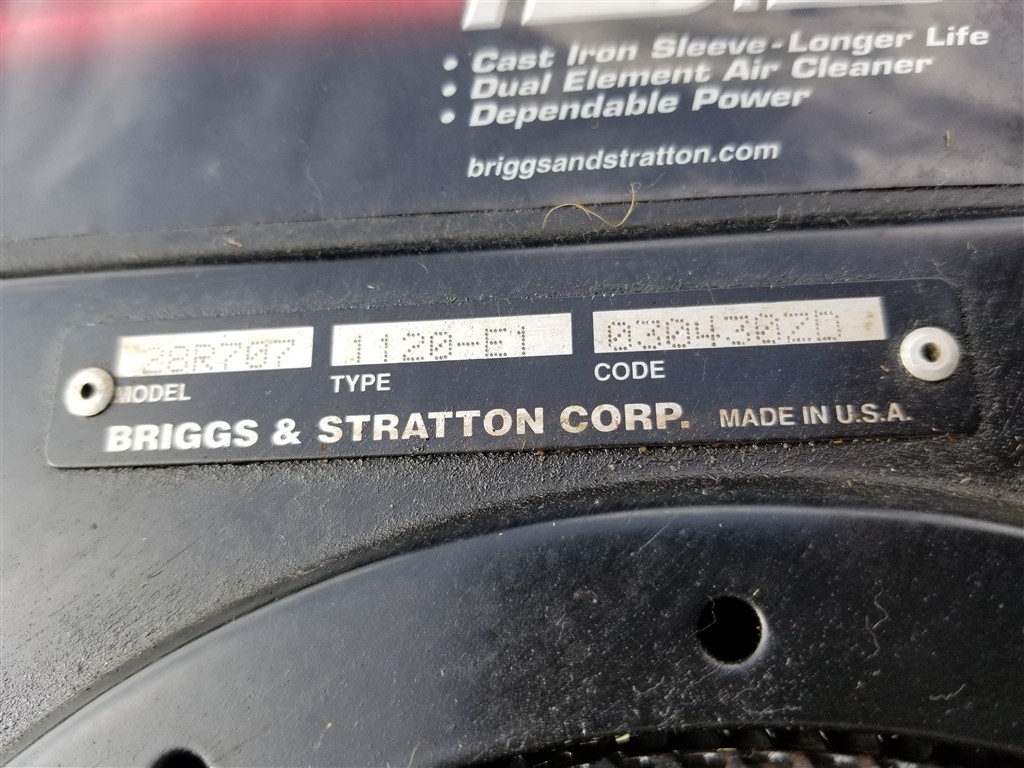 • Cast Iron Sleeve-Longer Life
• Dual Element Air Cleaner
• Dependable Power
briggsandstratton.com
28R707 1120-E1 0304307D
MODEL TYPE CODE
BRIGGS & STRATTON CORP. MADE IN U.S.A.